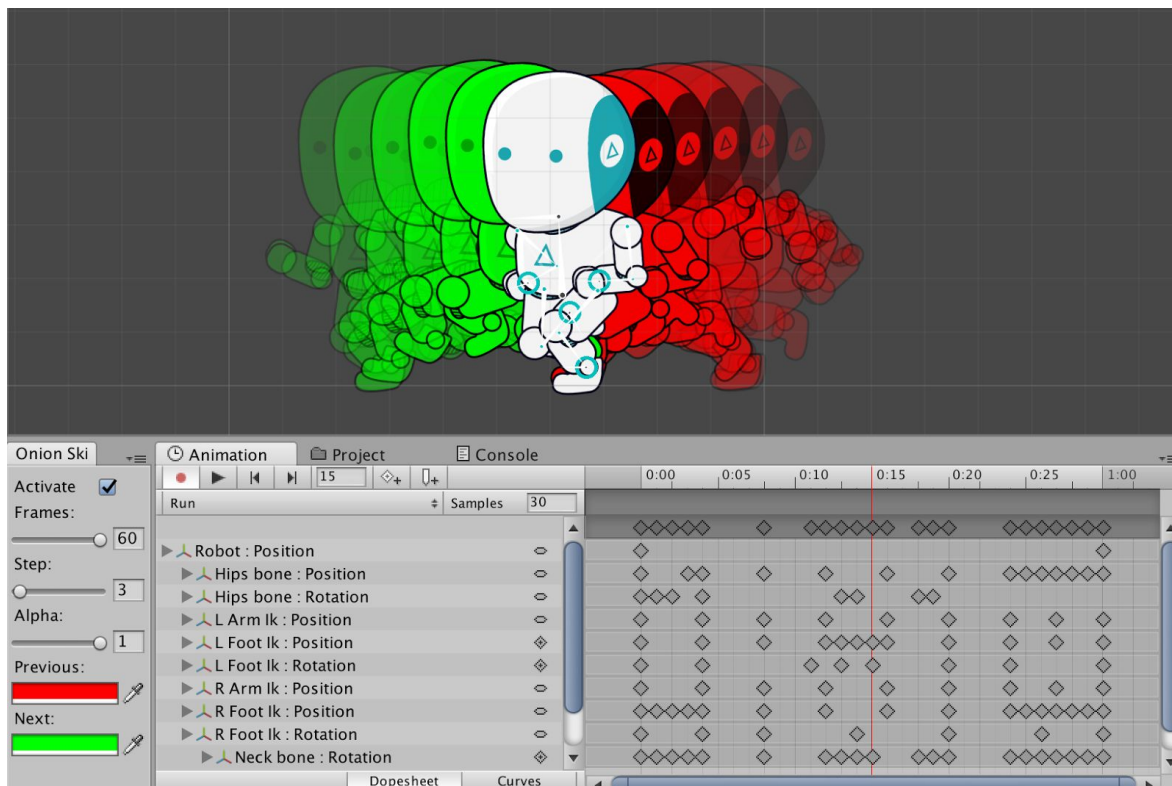 Onion Ski
Animation
Project
Console
Activate
15
0:00
0:05
0:10
0:15
0:20
0:25
1:00
Frames:
Run
Samples
30
60
Robot : Position
Step:
Hips bone : Position
3
Hips bone : Rotation
Alpha:
L Arm Ik : Position
1
L Foot Ik : Position
Previous:
L Foot Ik : Rotation
R Arm Ik : Position
Next:
R Foot Ik : Position
R Foot Ik : Rotation
Neck bone : Rotation
Dopesheet
Curves